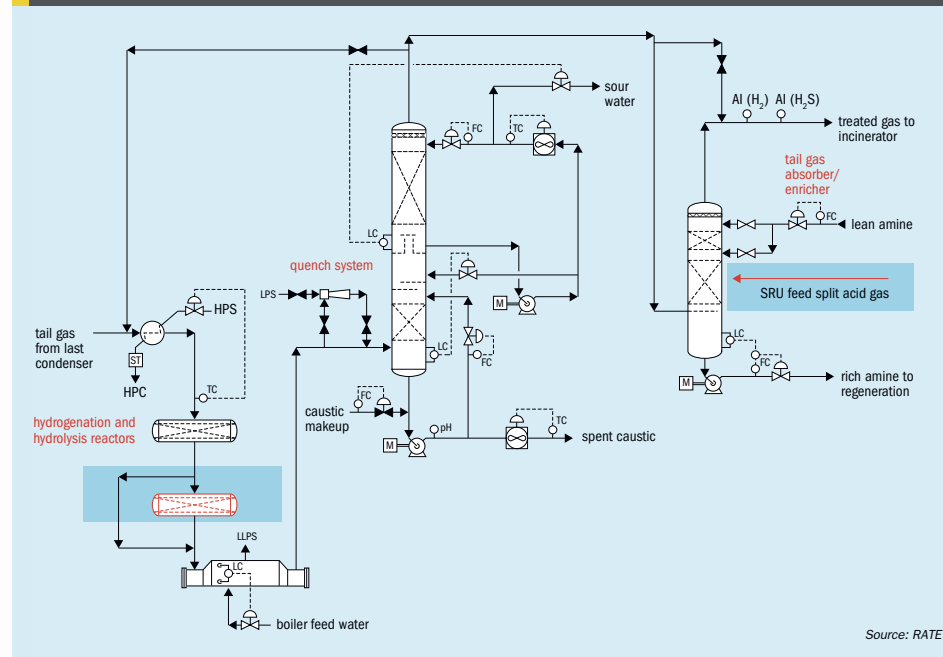 sour
water
AI (H₂) AI (H₂S)
treated gas to
incinerator
FC
TC
tail gas
absorber/
enricher
FC
lean amine
LC
quench system
LPS
SRU feed split acid gas
HPS
M
tail gas
from last
condenser
LC
FC
LC
FC
ST
HPC
TC
M
rich amine to
regeneration
FC
caustic
makeup
hydrogenation and
hydrolysis reactors
pH
TC
spent caustic
M
LLPS
LC
boiler feed water
Source: RATE